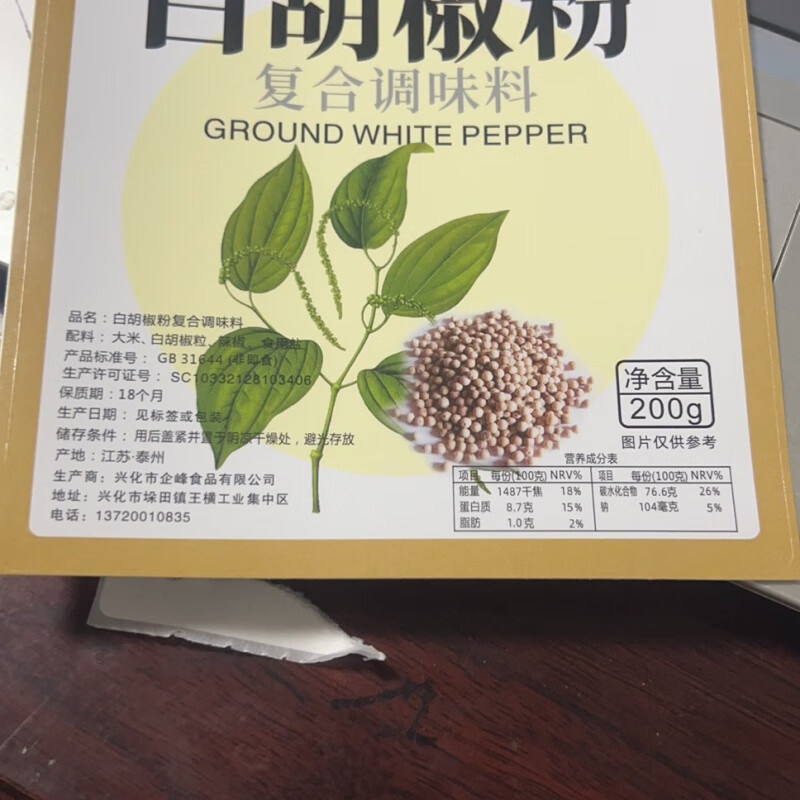 白胡椒粉
复合调味料
GROUND WHITE PEPPER
品名：白胡椒粉复合调味料
配料：大米、白胡椒粒、辣椒、食用盐
产品标准号：GB 31644 (非即食)
生产许可证号：SC10332128103406
保质期：18个月
生产日期：见标签或包装
储存条件：用后盖紧并置于阴凉干燥处，避光存放
产地：江苏·泰州
生产商：兴化市企峰食品有限公司
地址：兴化市垛田镇王横工业集中区
电话：13720010835
净含量
200g
图片仅供参考
营养成分表
项目 每份(100克) NRV% 项目 每份(100克) NRV%
能量 1487千焦 18% 碳水化合物 76.6克 26%
蛋白质 8.7克 15% 钠 104毫克 5%
脂肪 1.0克 2%